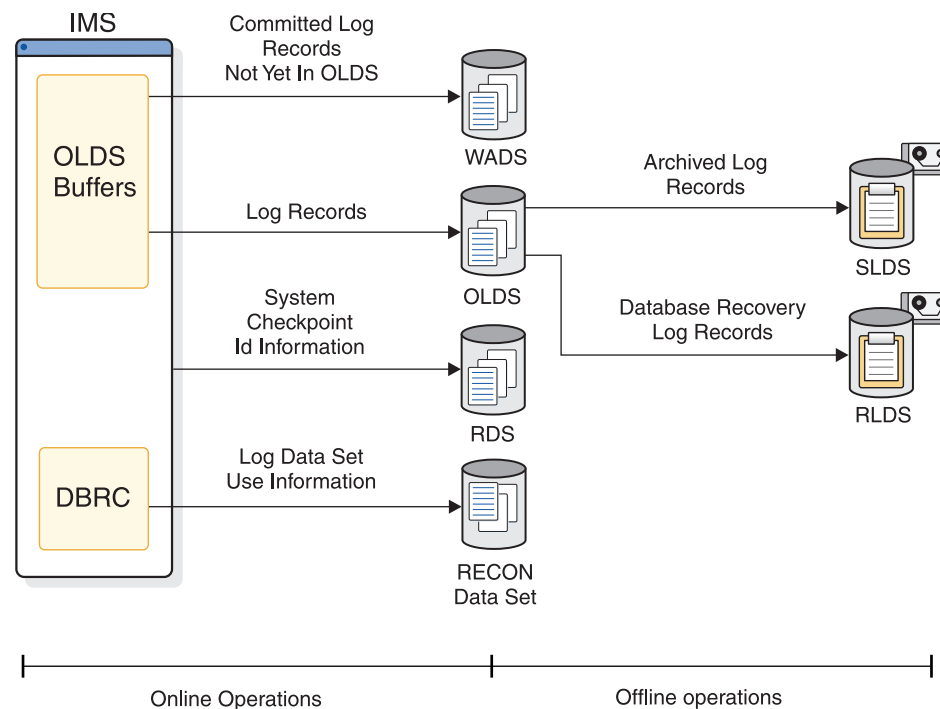 IMS
Committed Log
Records
Not Yet In OLDS
OLDS
Buffers
WADS
Archived Log
Records
SLDS
Log Records
OLDS
System
Checkpoint
Id Information
Database Recovery
Log Records
RLDS
RDS
DBRC
Log Data Set
Use Information
RECON
Data Set
Online Operations
Offline operations